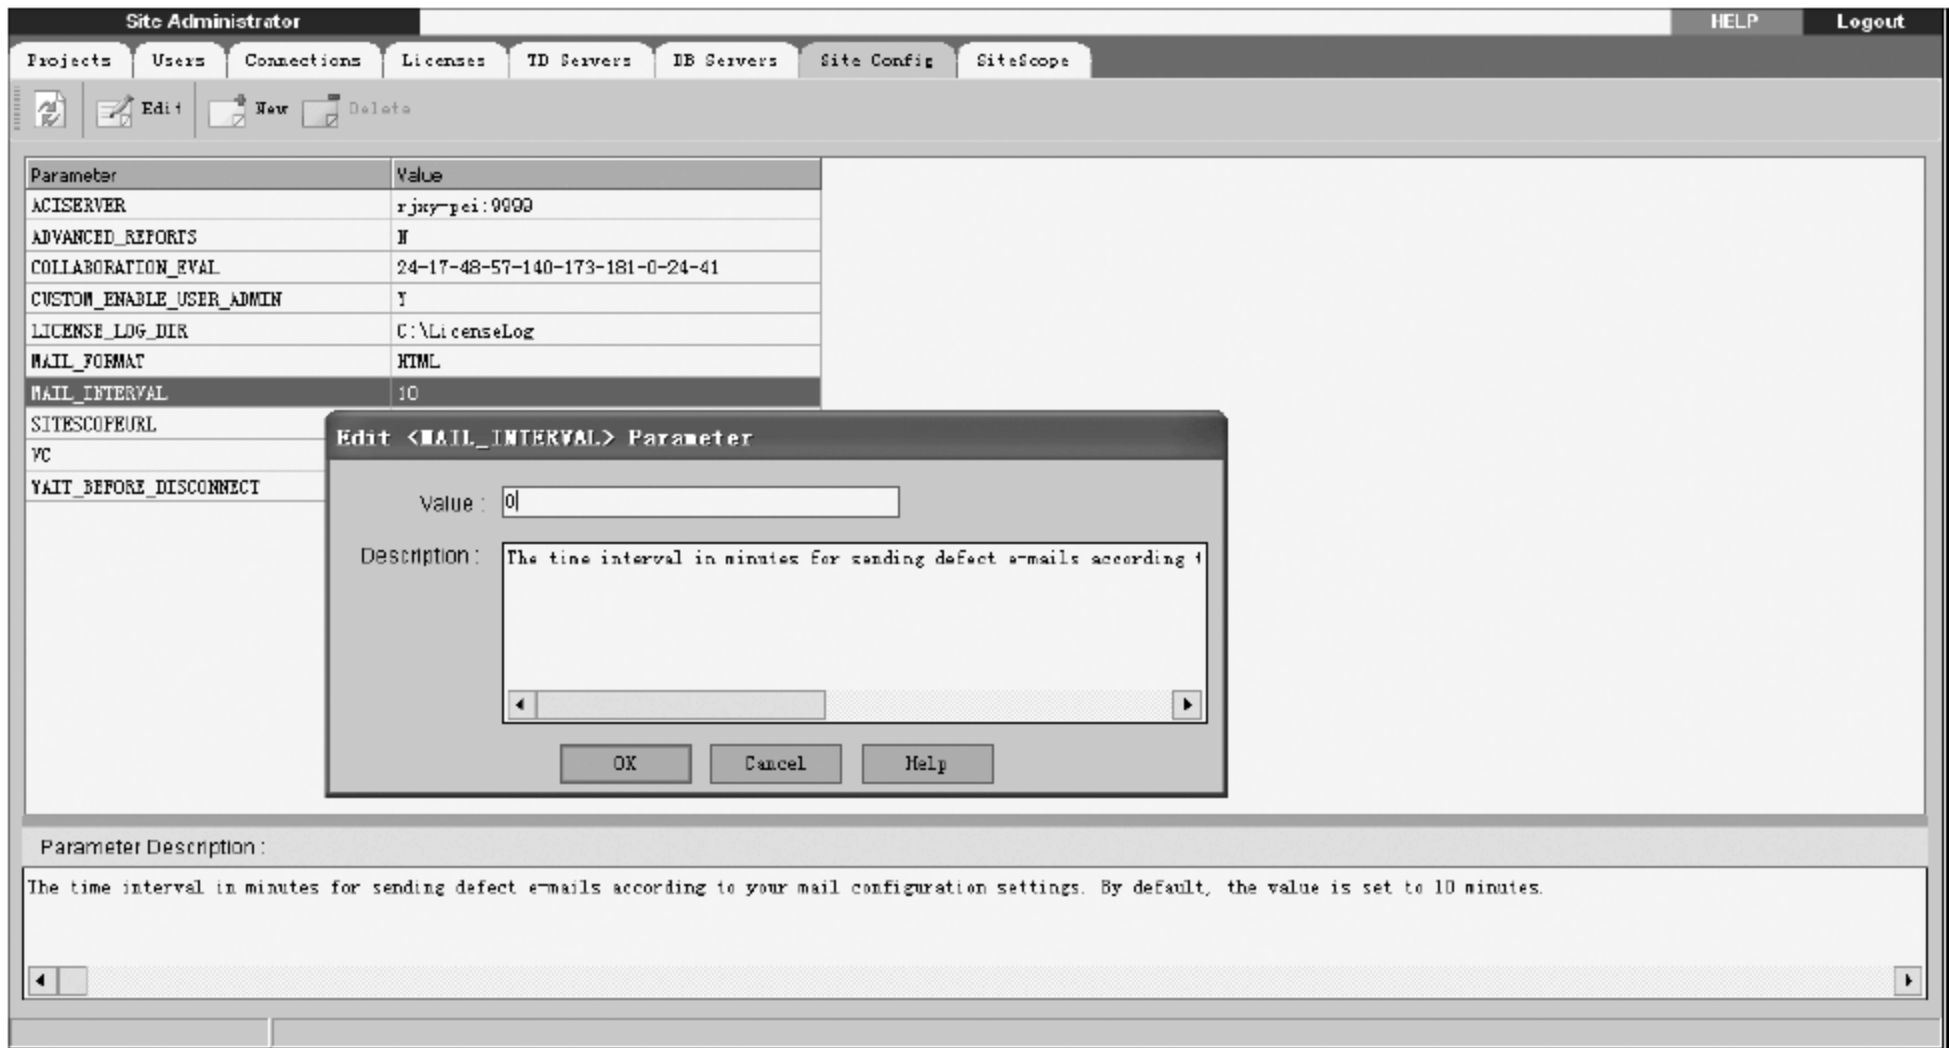 Site Administrator HELP Logout
Projects Users Connections Licenses TD Servers DB Servers Site Config SiteScope
Edit New Delete
Parameter Value
ACISERVER rjxy-pei:9999
ADVANCED_REPORTS N
COLLABORATION_EVAL 24-17-48-57-140-173-181-0-24-41
CUSTOM_ENABLE_USER_ADMIN Y
LICENSE_LOG_DIR C:\LicenseLog
MAIL_FORMAT HTML
MAIL_INTERVAL 10
SITESCOPEURL
VC
WAIT_BEFORE_DISCONNECT
Edit <MAIL_INTERVAL> Parameter
Value : 0
Description : The time interval in minutes for sending defect e-mails according t
OK Cancel Help
Parameter Description :
The time interval in minutes for sending defect e-mails according to your mail configuration settings. By default, the value is set to 10 minutes.